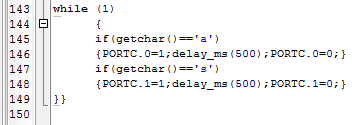 143 while (1)
144 {
145 if(getchar()=='a')
146 {PORTC.0=1;delay_ms(500);PORTC.0=0;}
147 if(getchar()=='s')
148 {PORTC.1=1;delay_ms(500);PORTC.1=0;}
149 }}
150